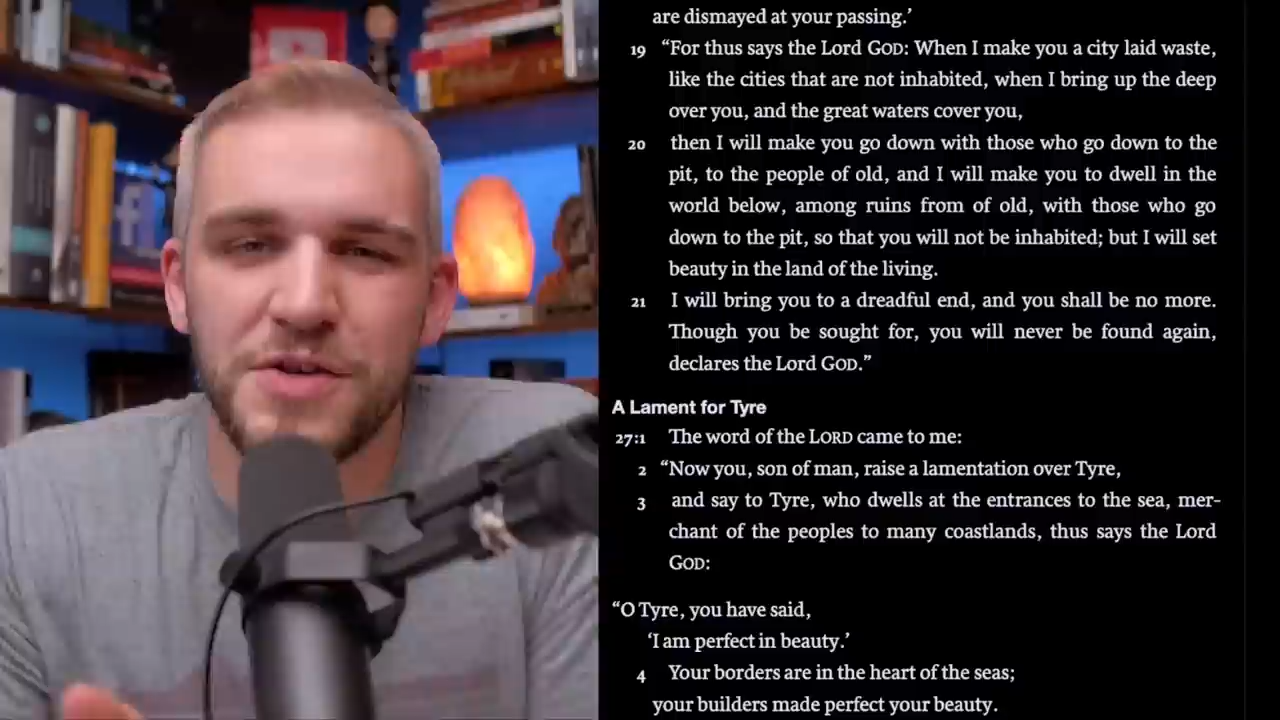 are dismayed at your passing.’
19 “For thus says the Lord GOD: When I make you a city laid waste,
like the cities that are not inhabited, when I bring up the deep
over you, and the great waters cover you,
20 then I will make you go down with those who go down to the
pit, to the people of old, and I will make you to dwell in the
world below, among ruins from of old, with those who go
down to the pit, so that you will not be inhabited; but I will set
beauty in the land of the living.
21 I will bring you to a dreadful end, and you shall be no more.
Though you be sought for, you will never be found again,
declares the Lord GOD.”
A Lament for Tyre
27:1 The word of the LORD came to me:
2 “Now you, son of man, raise a lamentation over Tyre,
3 and say to Tyre, who dwells at the entrances to the sea, mer-
chant of the peoples to many coastlands, thus says the Lord
GOD:
“O Tyre, you have said,
‘I am perfect in beauty.’
4 Your borders are in the heart of the seas;
your builders made perfect your beauty.